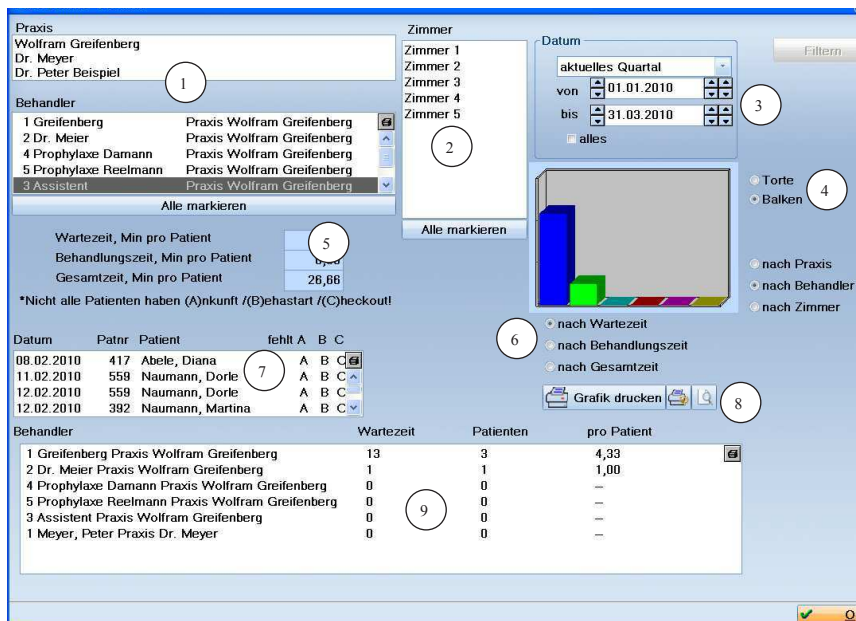 Praxis
Wolfram Greifenberg
Dr. Meyer
Dr. Peter Beispiel
1
Behandler
1 Greifenberg Praxis Wolfram Greifenberg
2 Dr. Meier Praxis Wolfram Greifenberg
4 Prophylaxe Damann Praxis Wolfram Greifenberg
5 Prophylaxe Reelmann Praxis Wolfram Greifenberg
3 Assistent Praxis Wolfram Greifenberg
Alle markieren
Zimmer
Zimmer 1
Zimmer 2
Zimmer 3
Zimmer 4
Zimmer 5
2
Alle markieren
Datum
aktuelles Quartal
von 01.01.2010
bis 31.03.2010
alles
3
Filtern
Torte
Balken
4
nach Praxis
nach Behandler
nach Zimmer
Wartezeit, Min pro Patient
5
Behandlungszeit, Min pro Patient
Gesamtzeit, Min pro Patient 26,66
*Nicht alle Patienten haben (A)nkunft /(B)ehastart /(C)heckout!
6
nach Wartezeit
nach Behandlungszeit
nach Gesamtzeit
Datum Patnr Patient fehlt A B C
08.02.2010 417 Abele, Diana A B C
11.02.2010 559 Naumann, Dorle A B C
12.02.2010 559 Naumann, Dorle A B C
12.02.2010 392 Naumann, Martina A B C
7
Grafik drucken
8
Behandler Wartezeit Patienten pro Patient
1 Greifenberg Praxis Wolfram Greifenberg 13 3 4,33
2 Dr. Meier Praxis Wolfram Greifenberg 1 1 1,00
4 Prophylaxe Damann Praxis Wolfram Greifenberg 0 0 –
5 Prophylaxe Reelmann Praxis Wolfram Greifenberg 0 0 –
3 Assistent Praxis Wolfram Greifenberg 0 0 –
1 Meyer, Peter Praxis Dr. Meyer 0 0 –
9